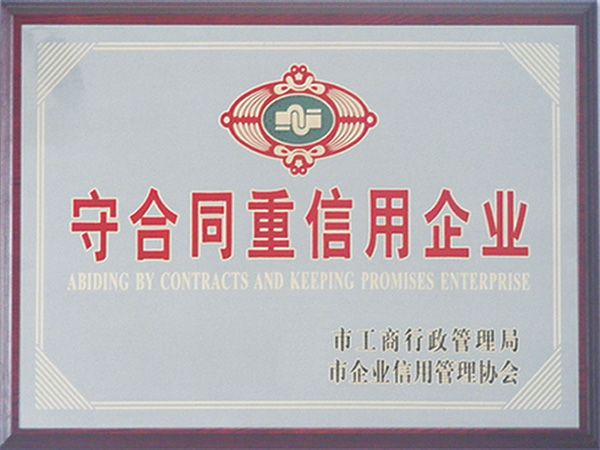 守合同重信用企业
ABIDING BY CONTRACTS AND KEEPING PROMISES ENTERPRISE
市工商行政管理局
市企业信用管理协会